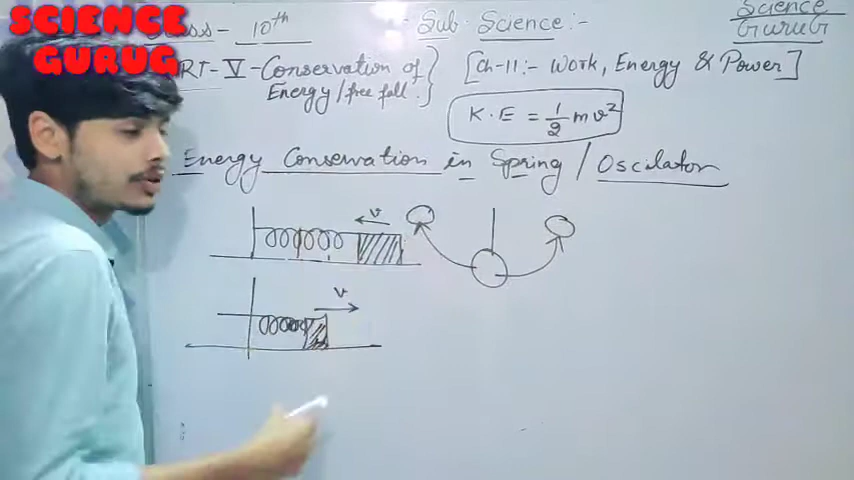 SCIENCE
GURUG
Class - 10th
Sub Science :-
Science
GuruG
PART-V-Conservation of
Energy/free fall.
[Ch-11:- Work, Energy & Power]
K.E = 1/2 mv²
Energy Conservation in Spring / Oscilator
v
v